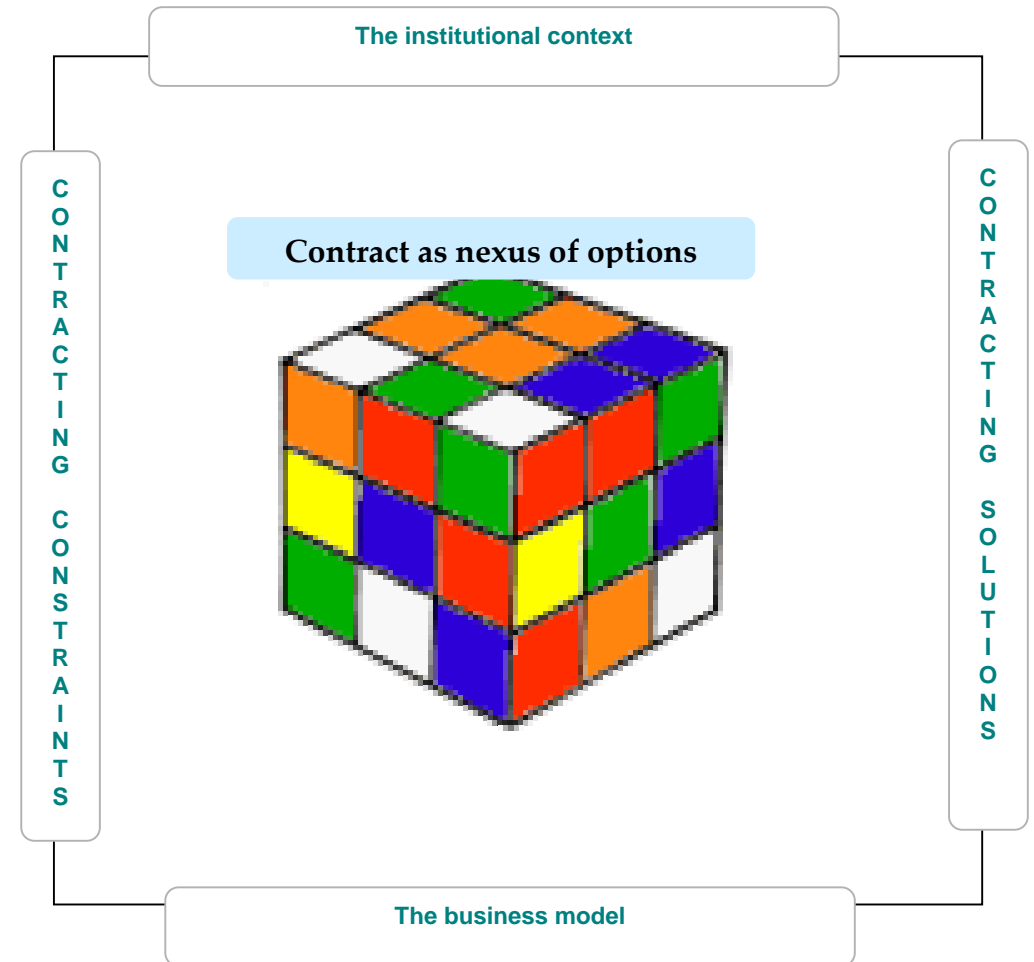 The institutional context
CONTRACTING CONSTRAINTS
Contract as nexus of options
CONTRACTING SOLUTIONS
The business model